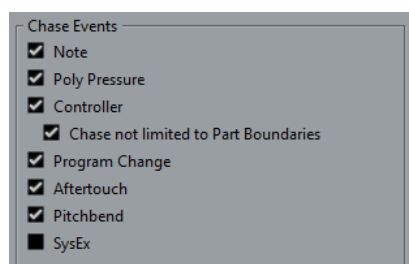 Chase Events
Note
Poly Pressure
Controller
Chase not limited to Part Boundaries
Program Change
Aftertouch
Pitchbend
SysEx